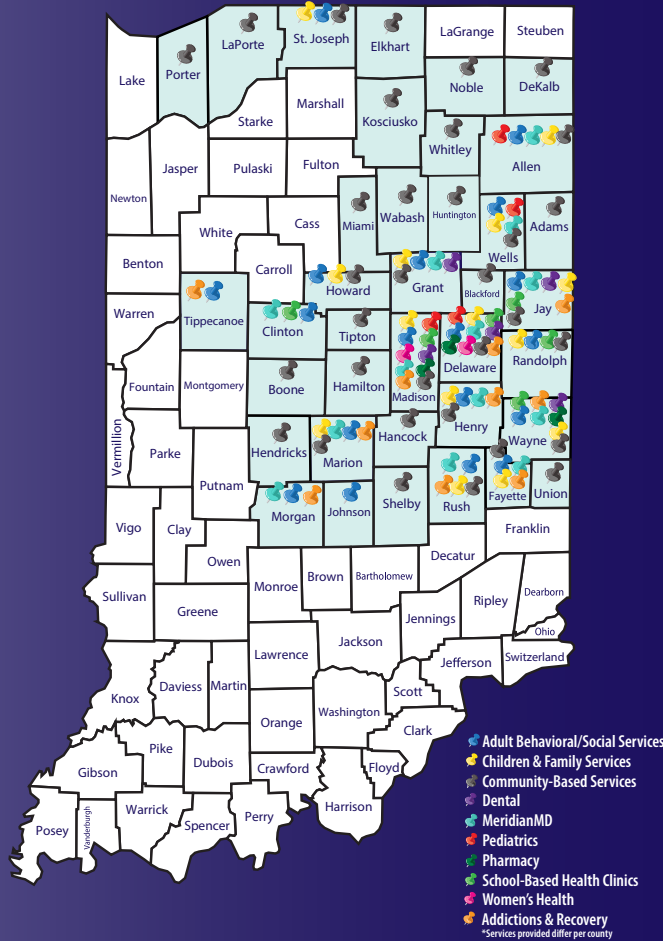 LaPorte
St. Joseph
Elkhart
LaGrange
Steuben
Lake
Porter
Noble
DeKalb
Marshall
Starke
Kosciusko
Whitley
Allen
Jasper
Pulaski
Fulton
Newton
Miami
Wabash
Huntington
Wells
Adams
White
Cass
Benton
Carroll
Howard
Grant
Blackford
Jay
Warren
Tippecanoe
Clinton
Tipton
Delaware
Randolph
Fountain
Montgomery
Boone
Hamilton
Madison
Vermillion
Parke
Putnam
Hendricks
Marion
Hancock
Henry
Wayne
Morgan
Johnson
Shelby
Rush
Fayette
Union
Vigo
Clay
Owen
Franklin
Decatur
Sullivan
Greene
Monroe
Brown
Bartholomew
Jennings
Ripley
Dearborn
Ohio
Switzerland
Jefferson
Lawrence
Jackson
Knox
Daviess
Martin
Scott
Orange
Washington
Clark
Pike
Dubois
Gibson
Crawford
Floyd
Harrison
Posey
Vanderburgh
Warrick
Spencer
Perry
Adult Behavioral/Social Services
Children & Family Services
Community-Based Services
Dental
MeridianMD
Pediatrics
Pharmacy
School-Based Health Clinics
Women's Health
Addictions & Recovery
*Services provided differ per county